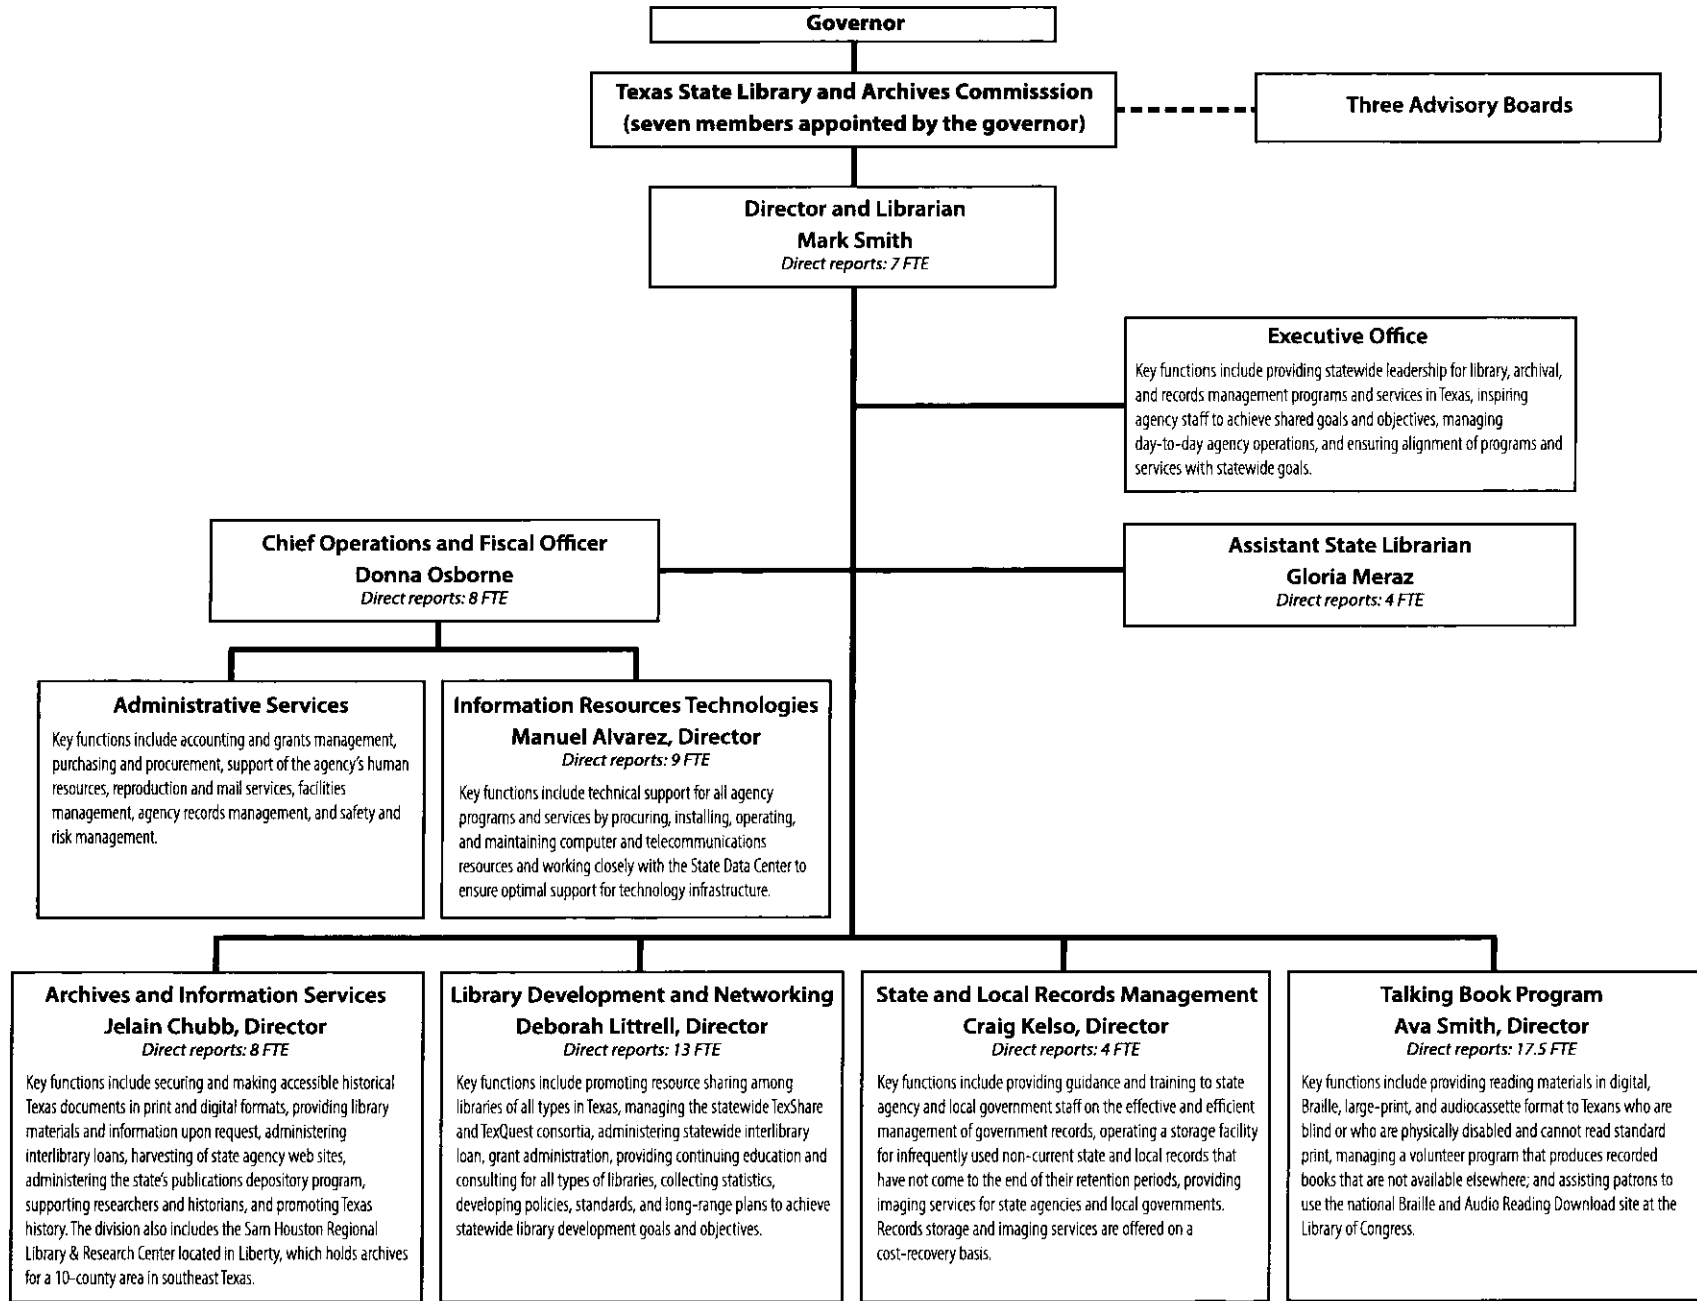 Governor
Texas State Library and Archives Commisssion
(seven members appointed by the governor)
Three Advisory Boards
Director and Librarian
Mark Smith
Direct reports: 7 FTE
Executive Office
Key functions include providing statewide leadership for library, archival,
and records management programs and services in Texas, inspiring
agency staff to achieve shared goals and objectives, managing
day-to-day agency operations, and ensuring alignment of programs and
services with statewide goals.
Chief Operations and Fiscal Officer
Donna Osborne
Direct reports: 8 FTE
Assistant State Librarian
Gloria Meraz
Direct reports: 4 FTE
Administrative Services
Key functions include accounting and grants management,
purchasing and procurement, support of the agency's human
resources, reproduction and mail services, facilities
management, agency records management, and safety and
risk management.
Information Resources Technologies
Manuel Alvarez, Director
Direct reports: 9 FTE
Key functions include technical support for all agency
programs and services by procuring, installing, operating,
and maintaining computer and telecommunications
resources and working closely with the State Data Center to
ensure optimal support for technology infrastructure.
Archives and Information Services
Jelain Chubb, Director
Direct reports: 8 FTE
Key functions include securing and making accessible historical
Texas documents in print and digital formats, providing library
materials and information upon request, administering
interlibrary loans, harvesting of state agency web sites,
administering the state's publications depository program,
supporting researchers and historians, and promoting Texas
history. The division also includes the Sam Houston Regional
Library & Research Center located in Liberty, which holds archives
for a 10-county area in southeast Texas.
Library Development and Networking
Deborah Littrell, Director
Direct reports: 13 FTE
Key functions include promoting resource sharing among
libraries of all types in Texas, managing the statewide TexShare
and TexQuest consortia, administering statewide interlibrary
loan, grant administration, providing continuing education and
consulting for all types of libraries, collecting statistics,
developing policies, standards, and long-range plans to achieve
statewide library development goals and objectives.
State and Local Records Management
Craig Kelso, Director
Direct reports: 4 FTE
Key functions include providing guidance and training to state
agency and local government staff on the effective and efficient
management of government records, operating a storage facility
for infrequently used non-current state and local records that
have not come to the end of their retention periods, providing
imaging services for state agencies and local governments.
Records storage and imaging services are offered on a
cost-recovery basis.
Talking Book Program
Ava Smith, Director
Direct reports: 17.5 FTE
Key functions include providing reading materials in digital,
Braille, large-print, and audiocassette format to Texans who are
blind or who are physically disabled and cannot read standard
print, managing a volunteer program that produces recorded
books that are not available elsewhere; and assisting patrons to
use the national Braille and Audio Reading Download site at the
Library of Congress.